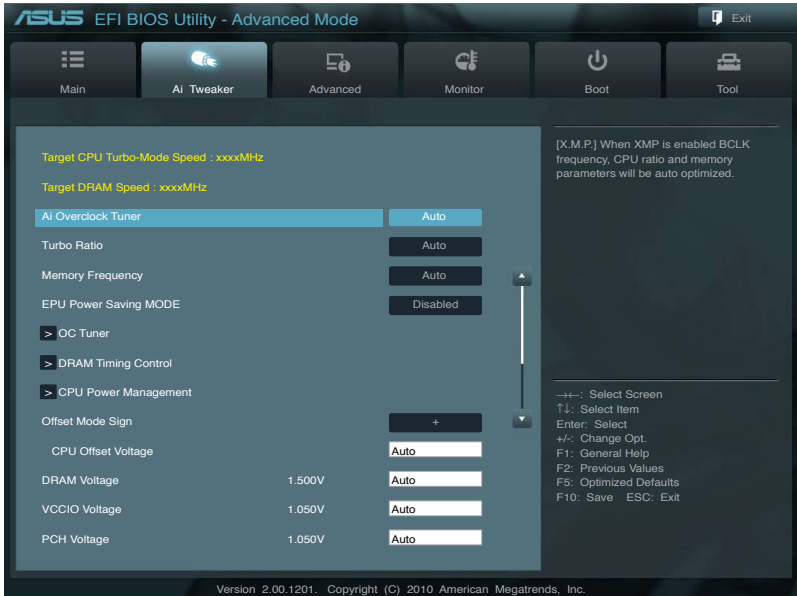 ASUS EFI BIOS Utility - Advanced Mode
Exit
Main
Ai Tweaker
Advanced
Monitor
Boot
Tool
Target CPU Turbo-Mode Speed : xxxxMHz
Target DRAM Speed : xxxxMHz
Ai Overclock Tuner Auto
Turbo Ratio Auto
Memory Frequency Auto
EPU Power Saving MODE Disabled
> OC Tuner
> DRAM Timing Control
> CPU Power Management
Offset Mode Sign +
CPU Offset Voltage Auto
DRAM Voltage 1.500V Auto
VCCIO Voltage 1.050V Auto
PCH Voltage 1.050V Auto
[X.M.P.] When XMP is enabled BCLK
frequency, CPU ratio and memory
parameters will be auto optimized.
→←: Select Screen
↑↓: Select Item
Enter: Select
+/-: Change Opt.
F1: General Help
F2: Previous Values
F5: Optimized Defaults
F10: Save ESC: Exit
Version 2.00.1201. Copyright (C) 2010 American Megatrends, Inc.